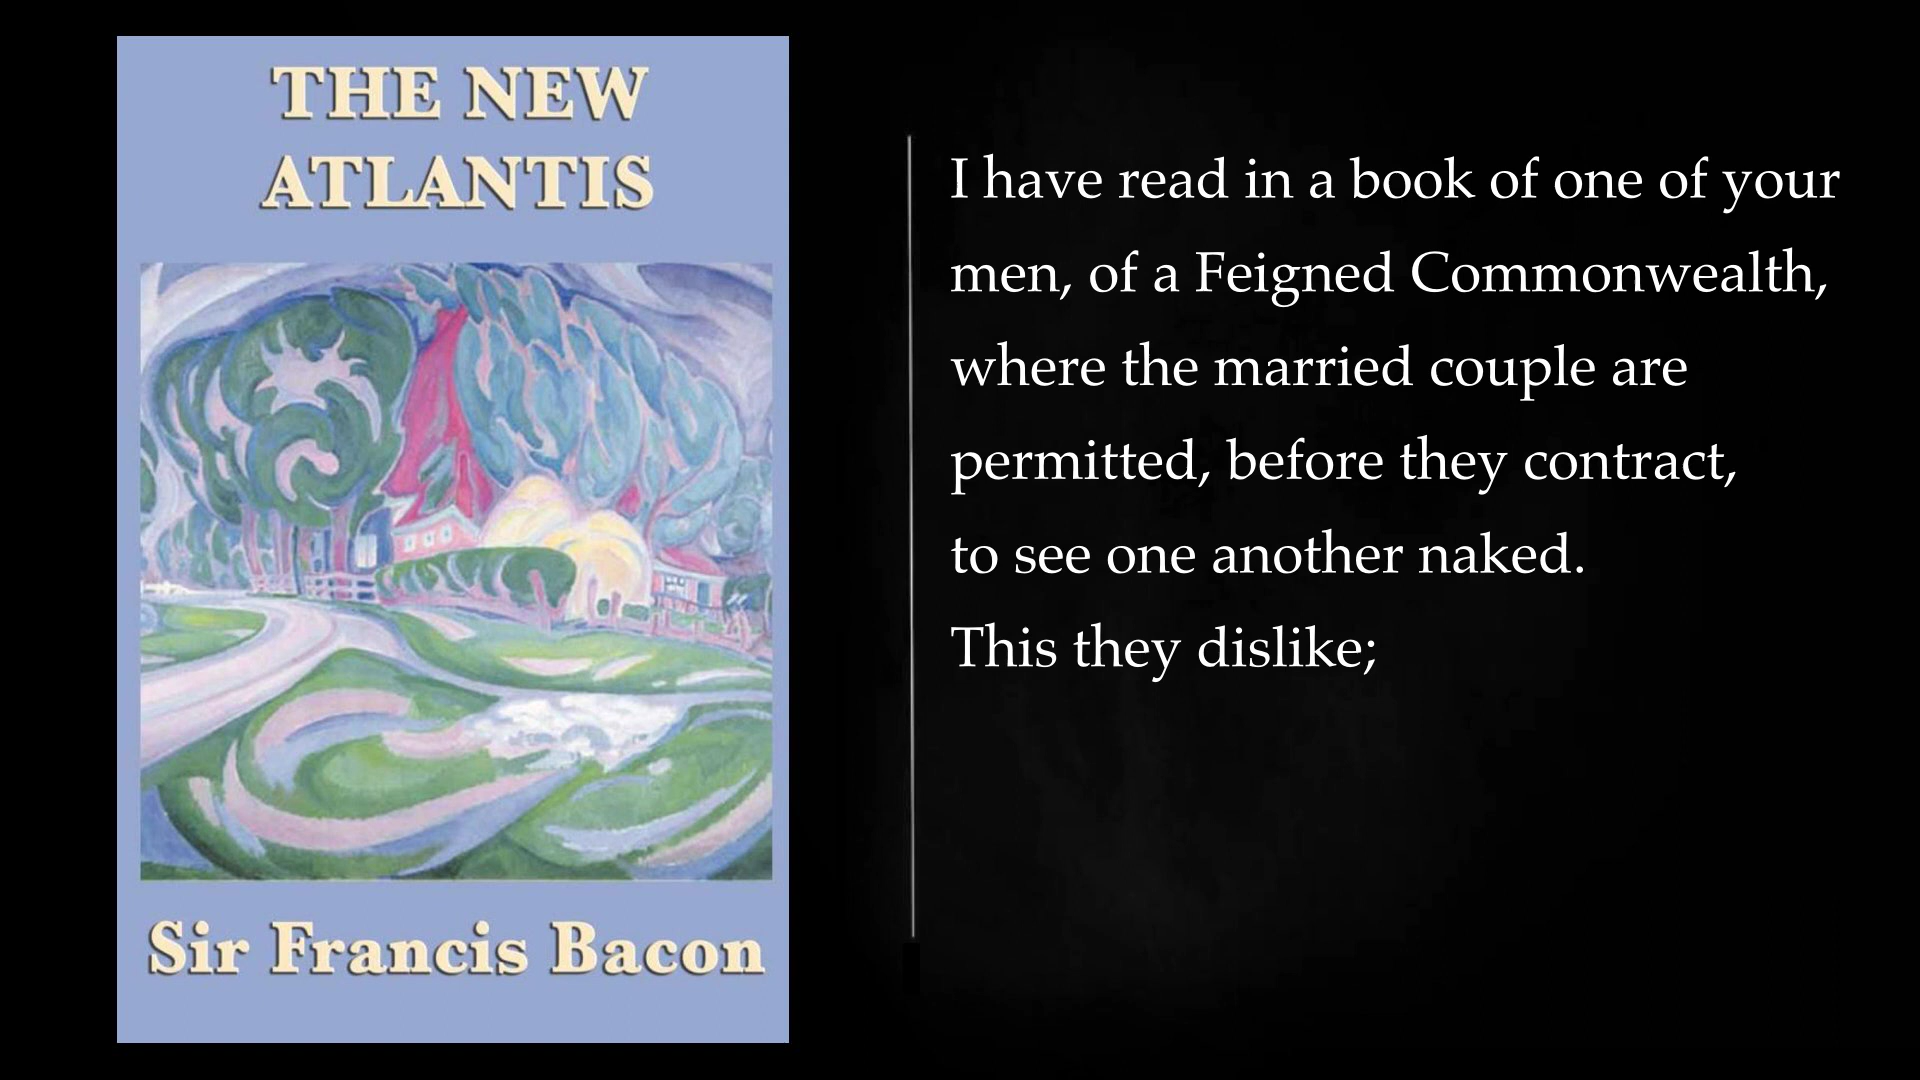 THE NEW
ATLANTIS
Sir Francis Bacon
I have read in a book of one of your
men, of a Feigned Commonwealth,
where the married couple are
permitted, before they contract,
to see one another naked.
This they dislike;